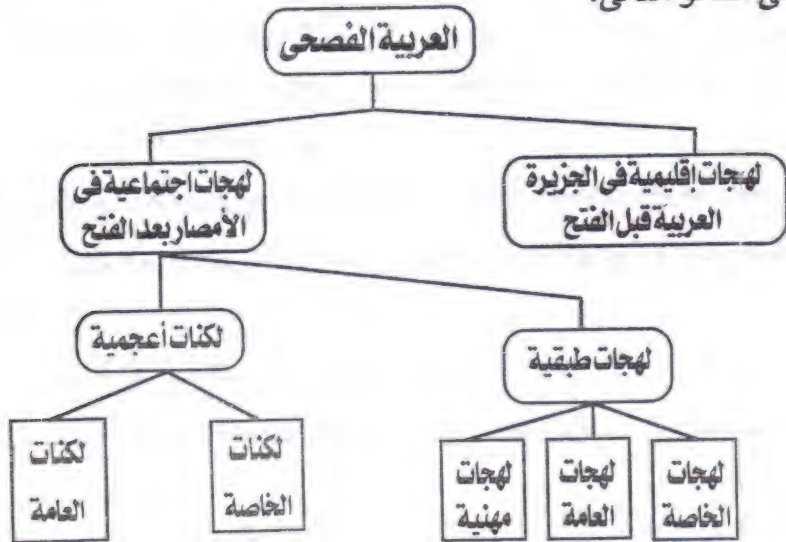 العربية الفصحى
لهجات إقليمية فى الجزيرة
العربية قبل الفتح
لهجات اجتماعية فى
الأمصار بعد الفتح
لهجات طبقية
لكنات أعجمية
لهجات
الخاصة
لهجات
العامة
لهجات
مهنية
لكنات
الخاصة
لكنات
العامة